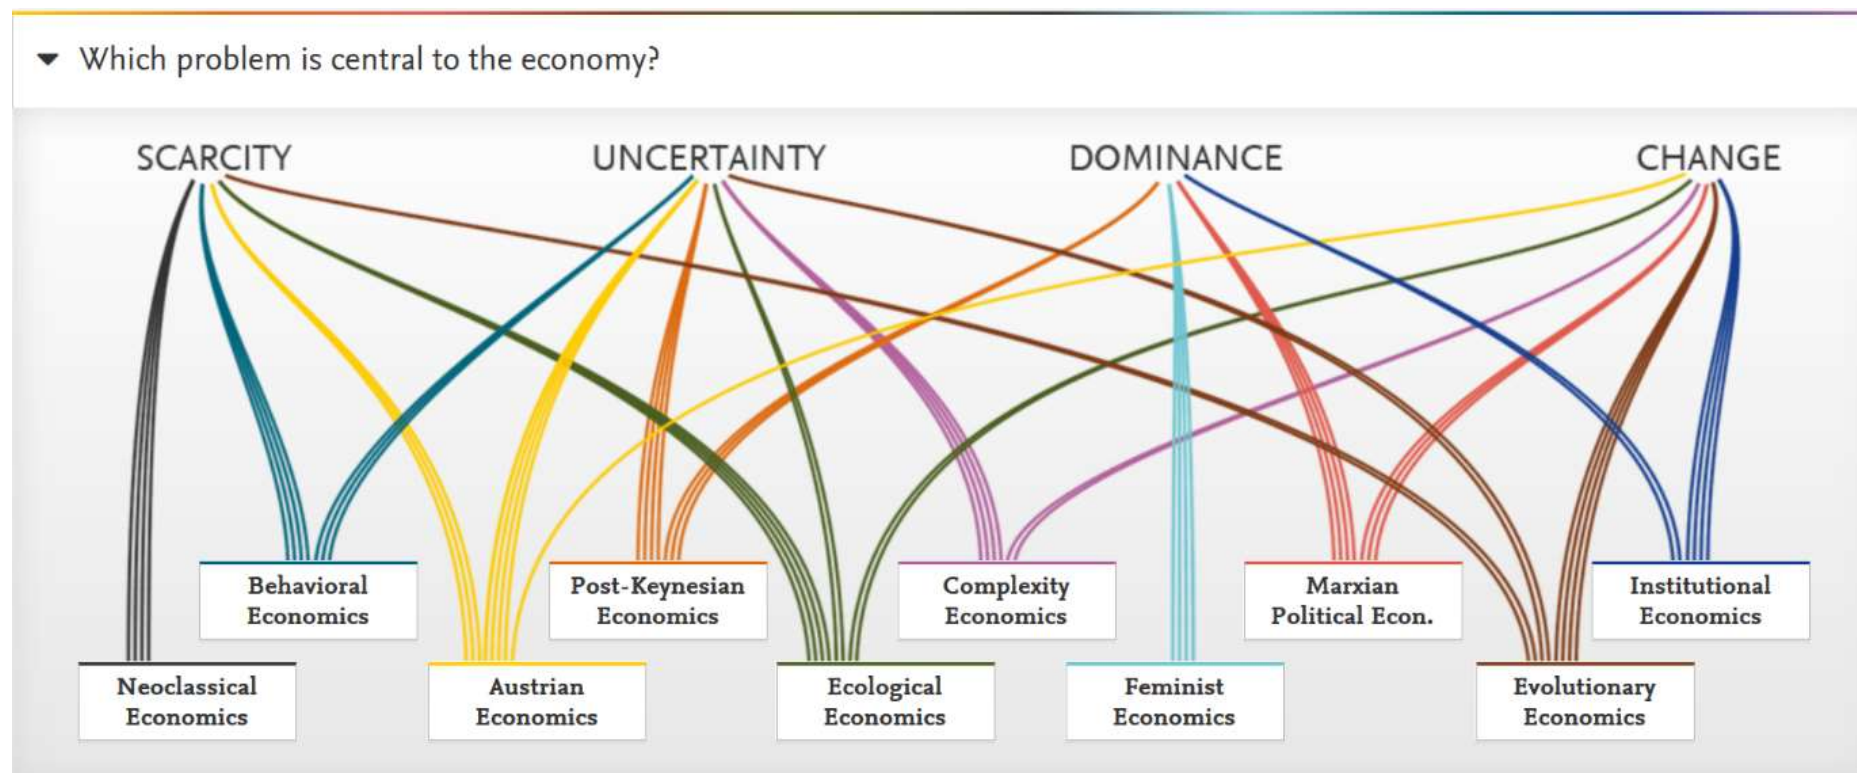 Which problem is central to the economy?
SCARCITY
UNCERTAINTY
DOMINANCE
CHANGE
Behavioral
Economics
Post-Keynesian
Economics
Complexity
Economics
Marxian
Political Econ.
Institutional
Economics
Neoclassical
Economics
Austrian
Economics
Ecological
Economics
Feminist
Economics
Evolutionary
Economics